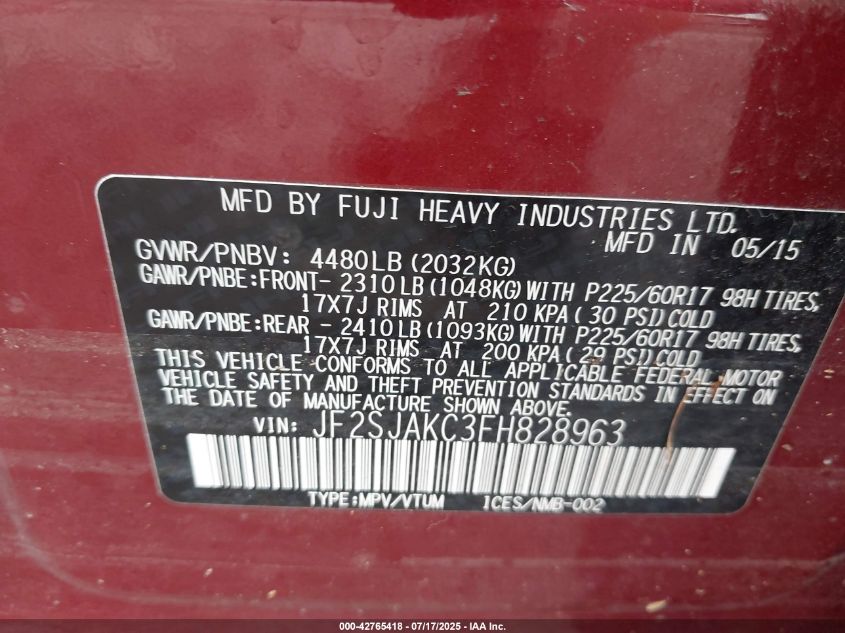 MFD BY FUJI HEAVY INDUSTRIES LTD.
MFD IN 05/15
GVWR/PNBV: 4480LB(2032KG)
GAWR/PNBE:FRONT- 2310LB(1048KG)WITH P225/60R17 98H TIRES,
17X7J RIMS AT 210 KPA(30 PSI)COLD
GAWR/PNBE:REAR - 2410LB(1093KG)WITH P225/60R17 98H TIRES,
17X7J RIMS AT 200 KPA(29 PSI)COLD
THIS VEHICLE CONFORMS TO ALL APPLICABLE FEDERAL MOTOR
VEHICLE SAFETY AND THEFT PREVENTION STANDARDS IN EFFECT ON
THE DATE OF MANUFACTURE SHOWN ABOVE.
VIN: JF2SJAKC3FH828963
TYPE:MPV/VTUM ICES/NMB-002
000-42765418 - 07/17/2025 - IAA Inc.